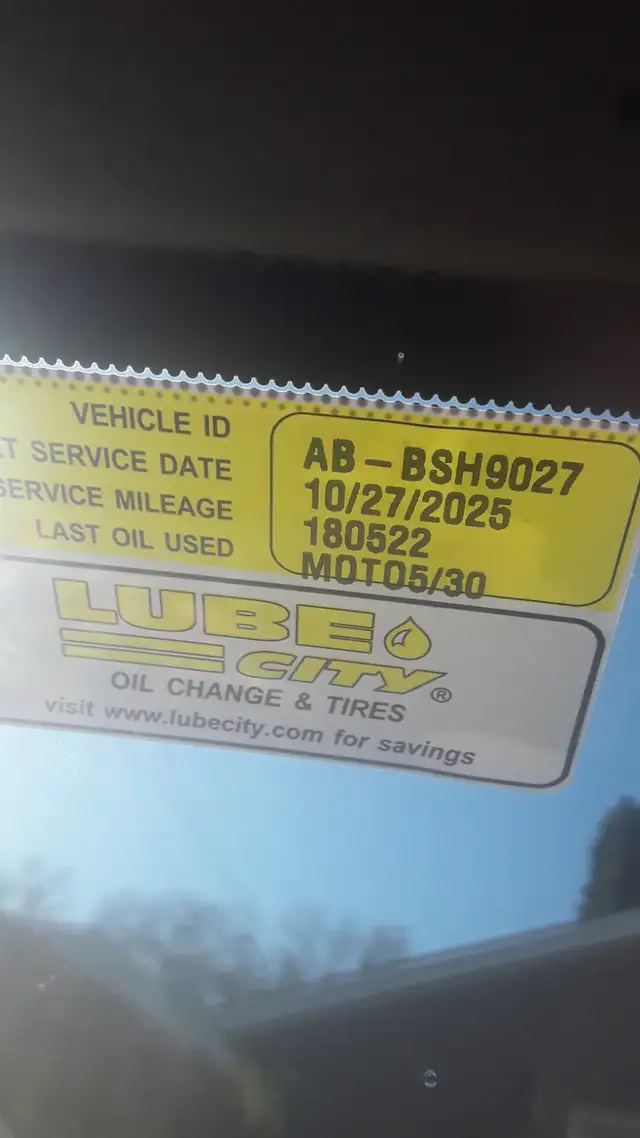 VEHICLE ID AB-BSH9027
T SERVICE DATE 10/27/2025
SERVICE MILEAGE 180522
LAST OIL USED MOTO5/30
LUBE
CITY®
OIL CHANGE & TIRES
visit www.lubecity.com for savings